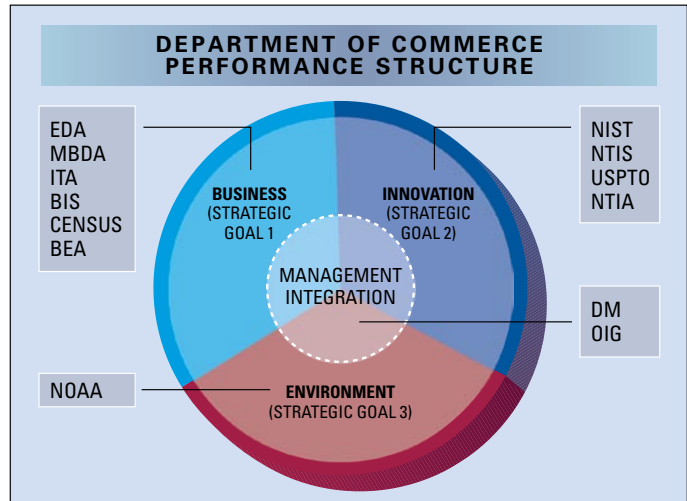 DEPARTMENT OF COMMERCE
PERFORMANCE STRUCTURE
EDA
MBDA
ITA
BIS
CENSUS
BEA
BUSINESS
(STRATEGIC
GOAL 1
INNOVATION
(STRATEGIC
GOAL 2)
NIST
NTIS
USPTO
NTIA
MANAGEMENT
INTEGRATION
DM
OIG
NOAA
ENVIRONMENT
(STRATEGIC GOAL 3)